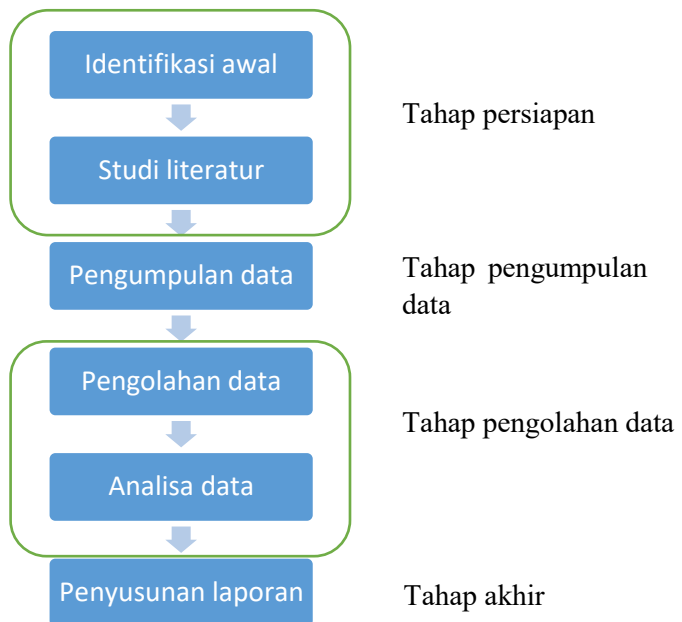 Identifikasi awal
Tahap persiapan
Studi literatur
Pengumpulan data
Tahap pengumpulan
data
Pengolahan data
Tahap pengolahan data
Analisa data
Penyusunan laporan
Tahap akhir